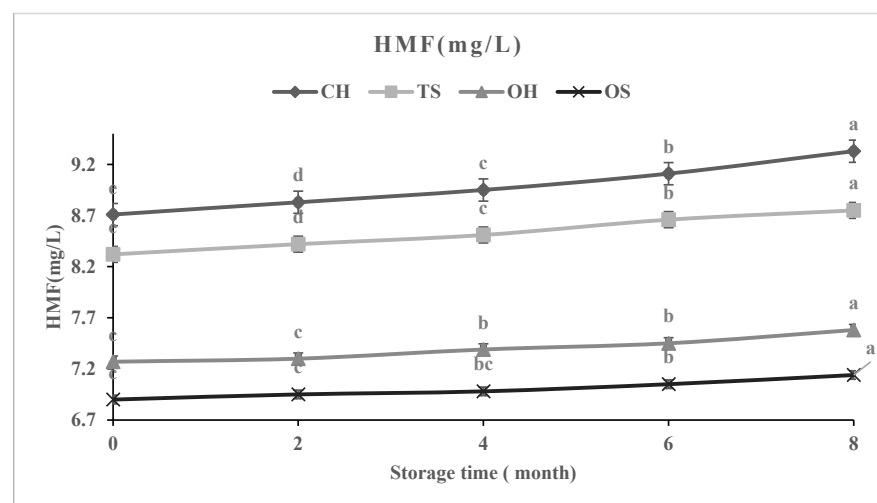 HMF(mg/L)
CH TS OH OS
HMF(mg/L)
9.2
8.7
8.2
7.7
7.2
6.7
e d c b a
e d c b a
c c b b a
c c bc b a
0 2 4 6 8
Storage time ( month)